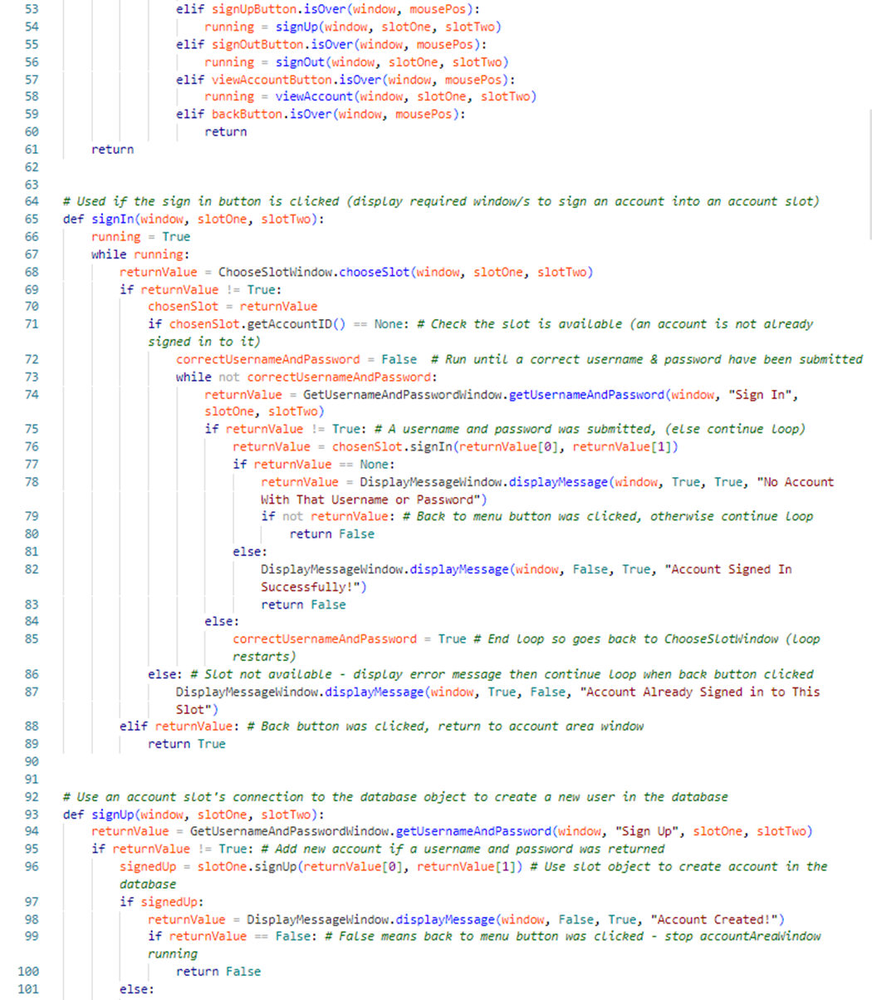 53 elif signUpButton.isOver(window, mousePos):
54 running = signUp(window, slotOne, slotTwo)
55 elif signOutButton.isOver(window, mousePos):
56 running = signOut(window, slotOne, slotTwo)
57 elif viewAccountButton.isOver(window, mousePos):
58 running = viewAccount(window, slotOne, slotTwo)
59 elif backButton.isOver(window, mousePos):
60 return
61 return
62
63
64 # Used if the sign in button is clicked (display required window/s to sign an account into an account slot)
65 def signIn(window, slotOne, slotTwo):
66 running = True
67 while running:
68 returnValue = ChooseSlotWindow.chooseSlot(window, slotOne, slotTwo)
69 if returnValue != True:
70 chosenSlot = returnValue
71 if chosenSlot.getAccountID() == None: # Check the slot is available (an account is not already
signed in to it)
72 correctUsernameAndPassword = False # Run until a correct username & password have been submitted
73 while not correctUsernameAndPassword:
74 returnValue = GetUsernameAndPasswordWindow.getUsernameAndPassword(window, "Sign In",
slotOne, slotTwo)
75 if returnValue != True: # A username and password was submitted, (else continue loop)
76 returnValue = chosenSlot.signIn(returnValue[0], returnValue[1])
77 if returnValue == None:
78 returnValue = DisplayMessageWindow.displayMessage(window, True, True, "No Account
With That Username or Password")
79 if not returnValue: # Back to menu button was clicked, otherwise continue loop
80 return False
81 else:
82 DisplayMessageWindow.displayMessage(window, False, True, "Account Signed In
Successfully!")
83 return False
84 else:
85 correctUsernameAndPassword = True # End loop so goes back to ChooseSlotWindow (loop
restarts)
86 else: # Slot not available - display error message then continue loop when back button clicked
87 DisplayMessageWindow.displayMessage(window, True, False, "Account Already Signed in to This
Slot")
88 elif returnValue: # Back button was clicked, return to account area window
89 return True
90
91
92 # Use an account slot's connection to the database object to create a new user in the database
93 def signUp(window, slotOne, slotTwo):
94 returnValue = GetUsernameAndPasswordWindow.getUsernameAndPassword(window, "Sign Up", slotOne, slotTwo)
95 if returnValue != True: # Add new account if a username and password was returned
96 signedUp = slotOne.signUp(returnValue[0], returnValue[1]) # Use slot object to create account in the
database
97 if signedUp:
98 returnValue = DisplayMessageWindow.displayMessage(window, False, True, "Account Created!")
99 if returnValue == False: # False means back to menu button was clicked - stop accountAreaWindow
running
100 return False
101 else: